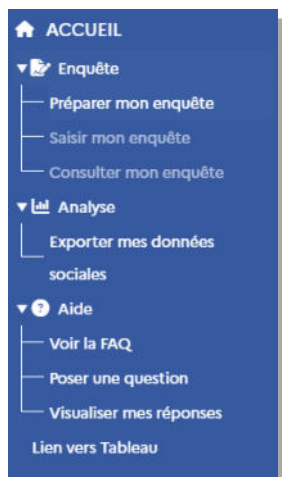 ACCUEIL
Enquête
Préparer mon enquête
Saisir mon enquête
Consulter mon enquête
Analyse
Exporter mes données
sociales
Aide
Voir la FAQ
Poser une question
Visualiser mes réponses
Lien vers Tableau